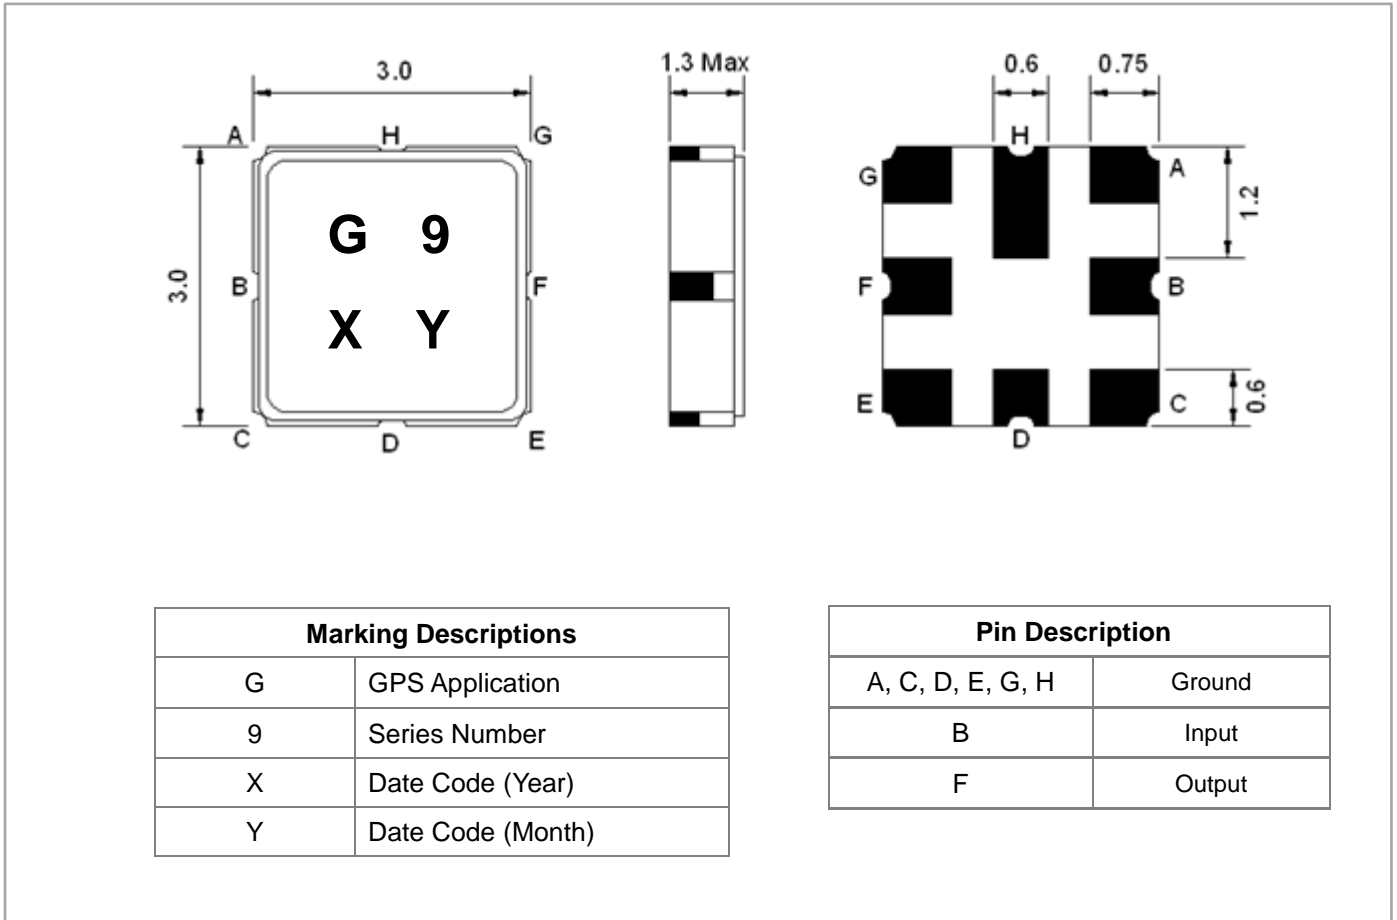 3.0
1.3 Max
0.6
0.75
A
H
G
H
G
A
G 9
1.2
3.0
B
F
F
B
X Y
E
C
0.6
C
D
E
D
Marking Descriptions
G GPS Application
9 Series Number
X Date Code (Year)
Y Date Code (Month)
Pin Description
A, C, D, E, G, H Ground
B Input
F Output